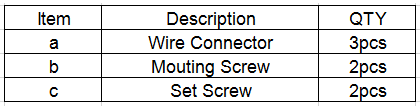 Item Description QTY
a Wire Connector 3pcs
b Mouting Screw 2pcs
c Set Screw 2pcs